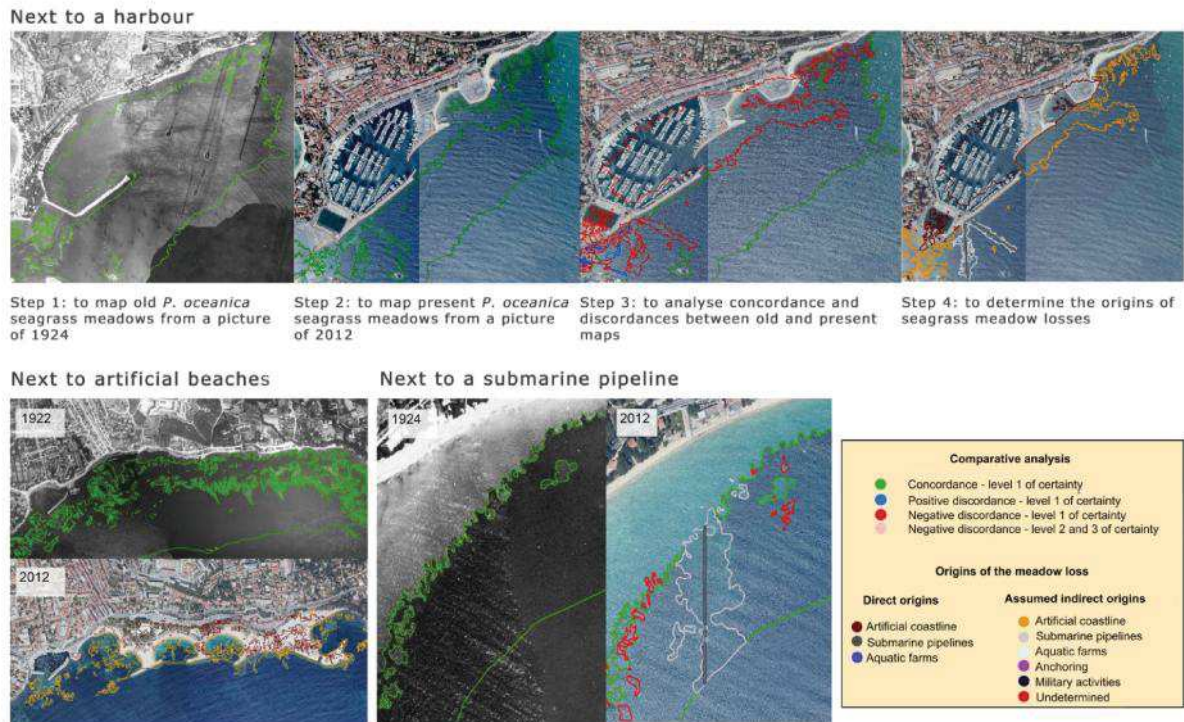 Next to a harbour
Step 1: to map old P. oceanica
seagrass meadows from a picture
of 1924
Step 2: to map present P. oceanica
seagrass meadows from a picture
of 2012
Step 3: to analyse concordance and
discordances between old and present
maps
Step 4: to determine the origins of
seagrass meadow losses
Next to artificial beaches
1922
2012
Next to a submarine pipeline
1924
2012
Comparative analysis
Concordance - level 1 of certainty
Positive discordance - level 1 of certainty
Negative discordance - level 1 of certainty
Negative discordance - level 2 and 3 of certainty
Origins of the meadow loss
Direct origins
Artificial coastline
Submarine pipelines
Aquatic farms
Assumed indirect origins
Artificial coastline
Submarine pipelines
Aquatic farms
Anchoring
Military activities
Undetermined